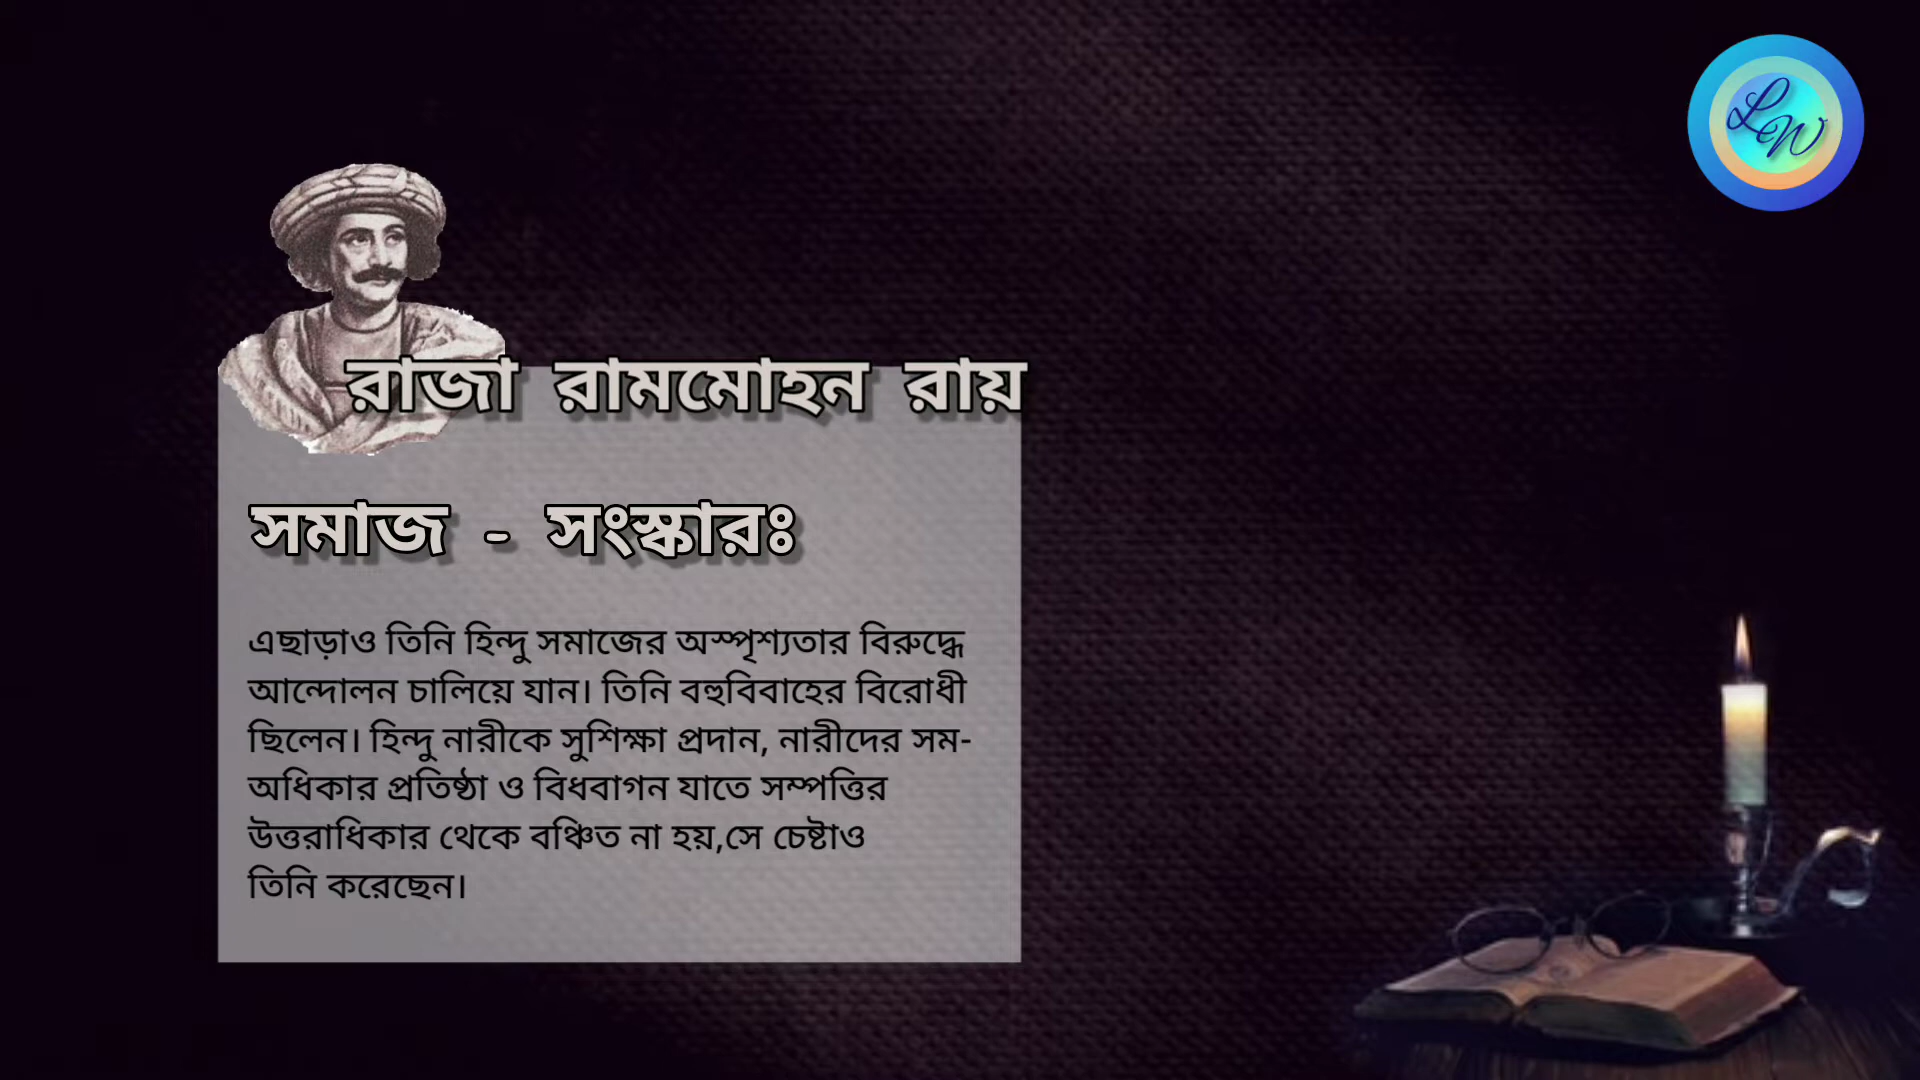 LW
রাজা রামমোহন রায়
সমাজ - সংস্কারঃ
এছাড়াও তিনি হিন্দু সমাজের অস্পৃশ্যতার বিরুদ্ধে
আন্দোলন চালিয়ে যান। তিনি বহুবিবাহের বিরোধী
ছিলেন। হিন্দু নারীকে সুশিক্ষা প্রদান, নারীদের সম-
অধিকার প্রতিষ্ঠা ও বিধবাগন যাতে সম্পত্তির
উত্তরাধিকার থেকে বঞ্চিত না হয়,সে চেষ্টাও
তিনি করেছেন।